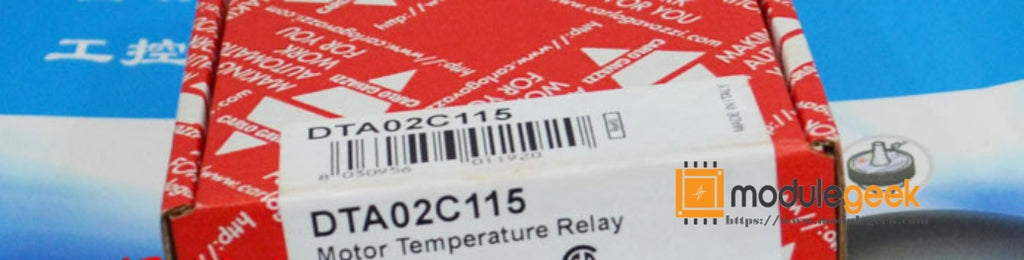 工控
MAKING
AUTOMATION
WORK
FOR YOU
CARLO GAVAZZI
http://www.carlogavazzi.com
DTA02C115
MADE IN ITALY
8 030956 011920
DTA02C115
Motor Temperature Relay
modulegeek